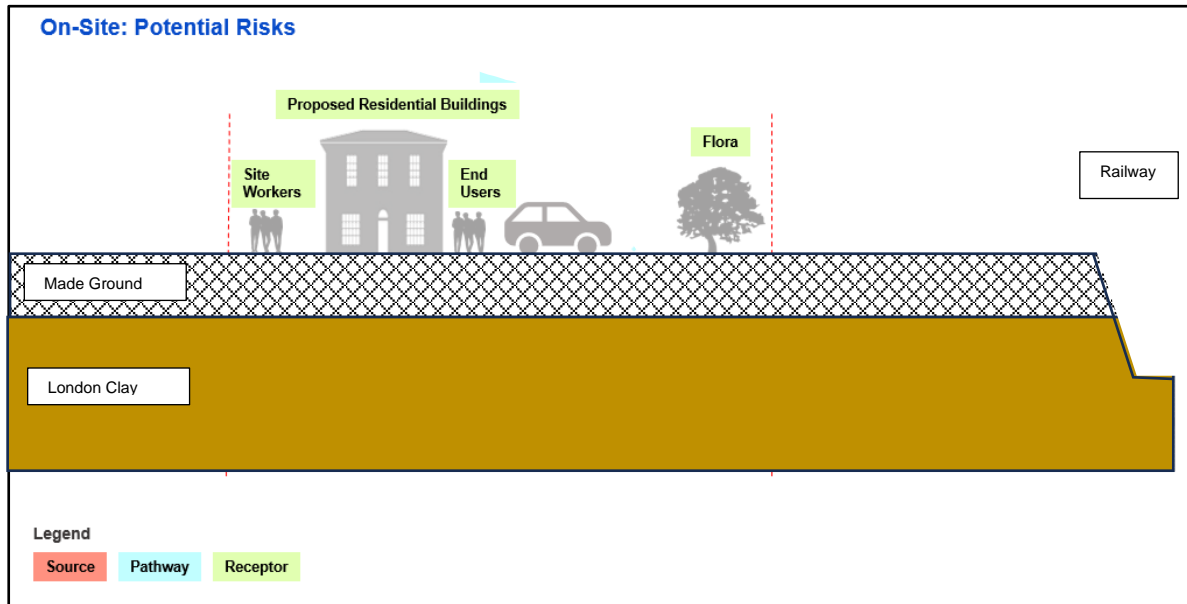 On-Site: Potential Risks
Proposed Residential Buildings
Flora
Site
Workers
End
Users
Railway
Made Ground
London Clay
Legend
Source
Pathway
Receptor